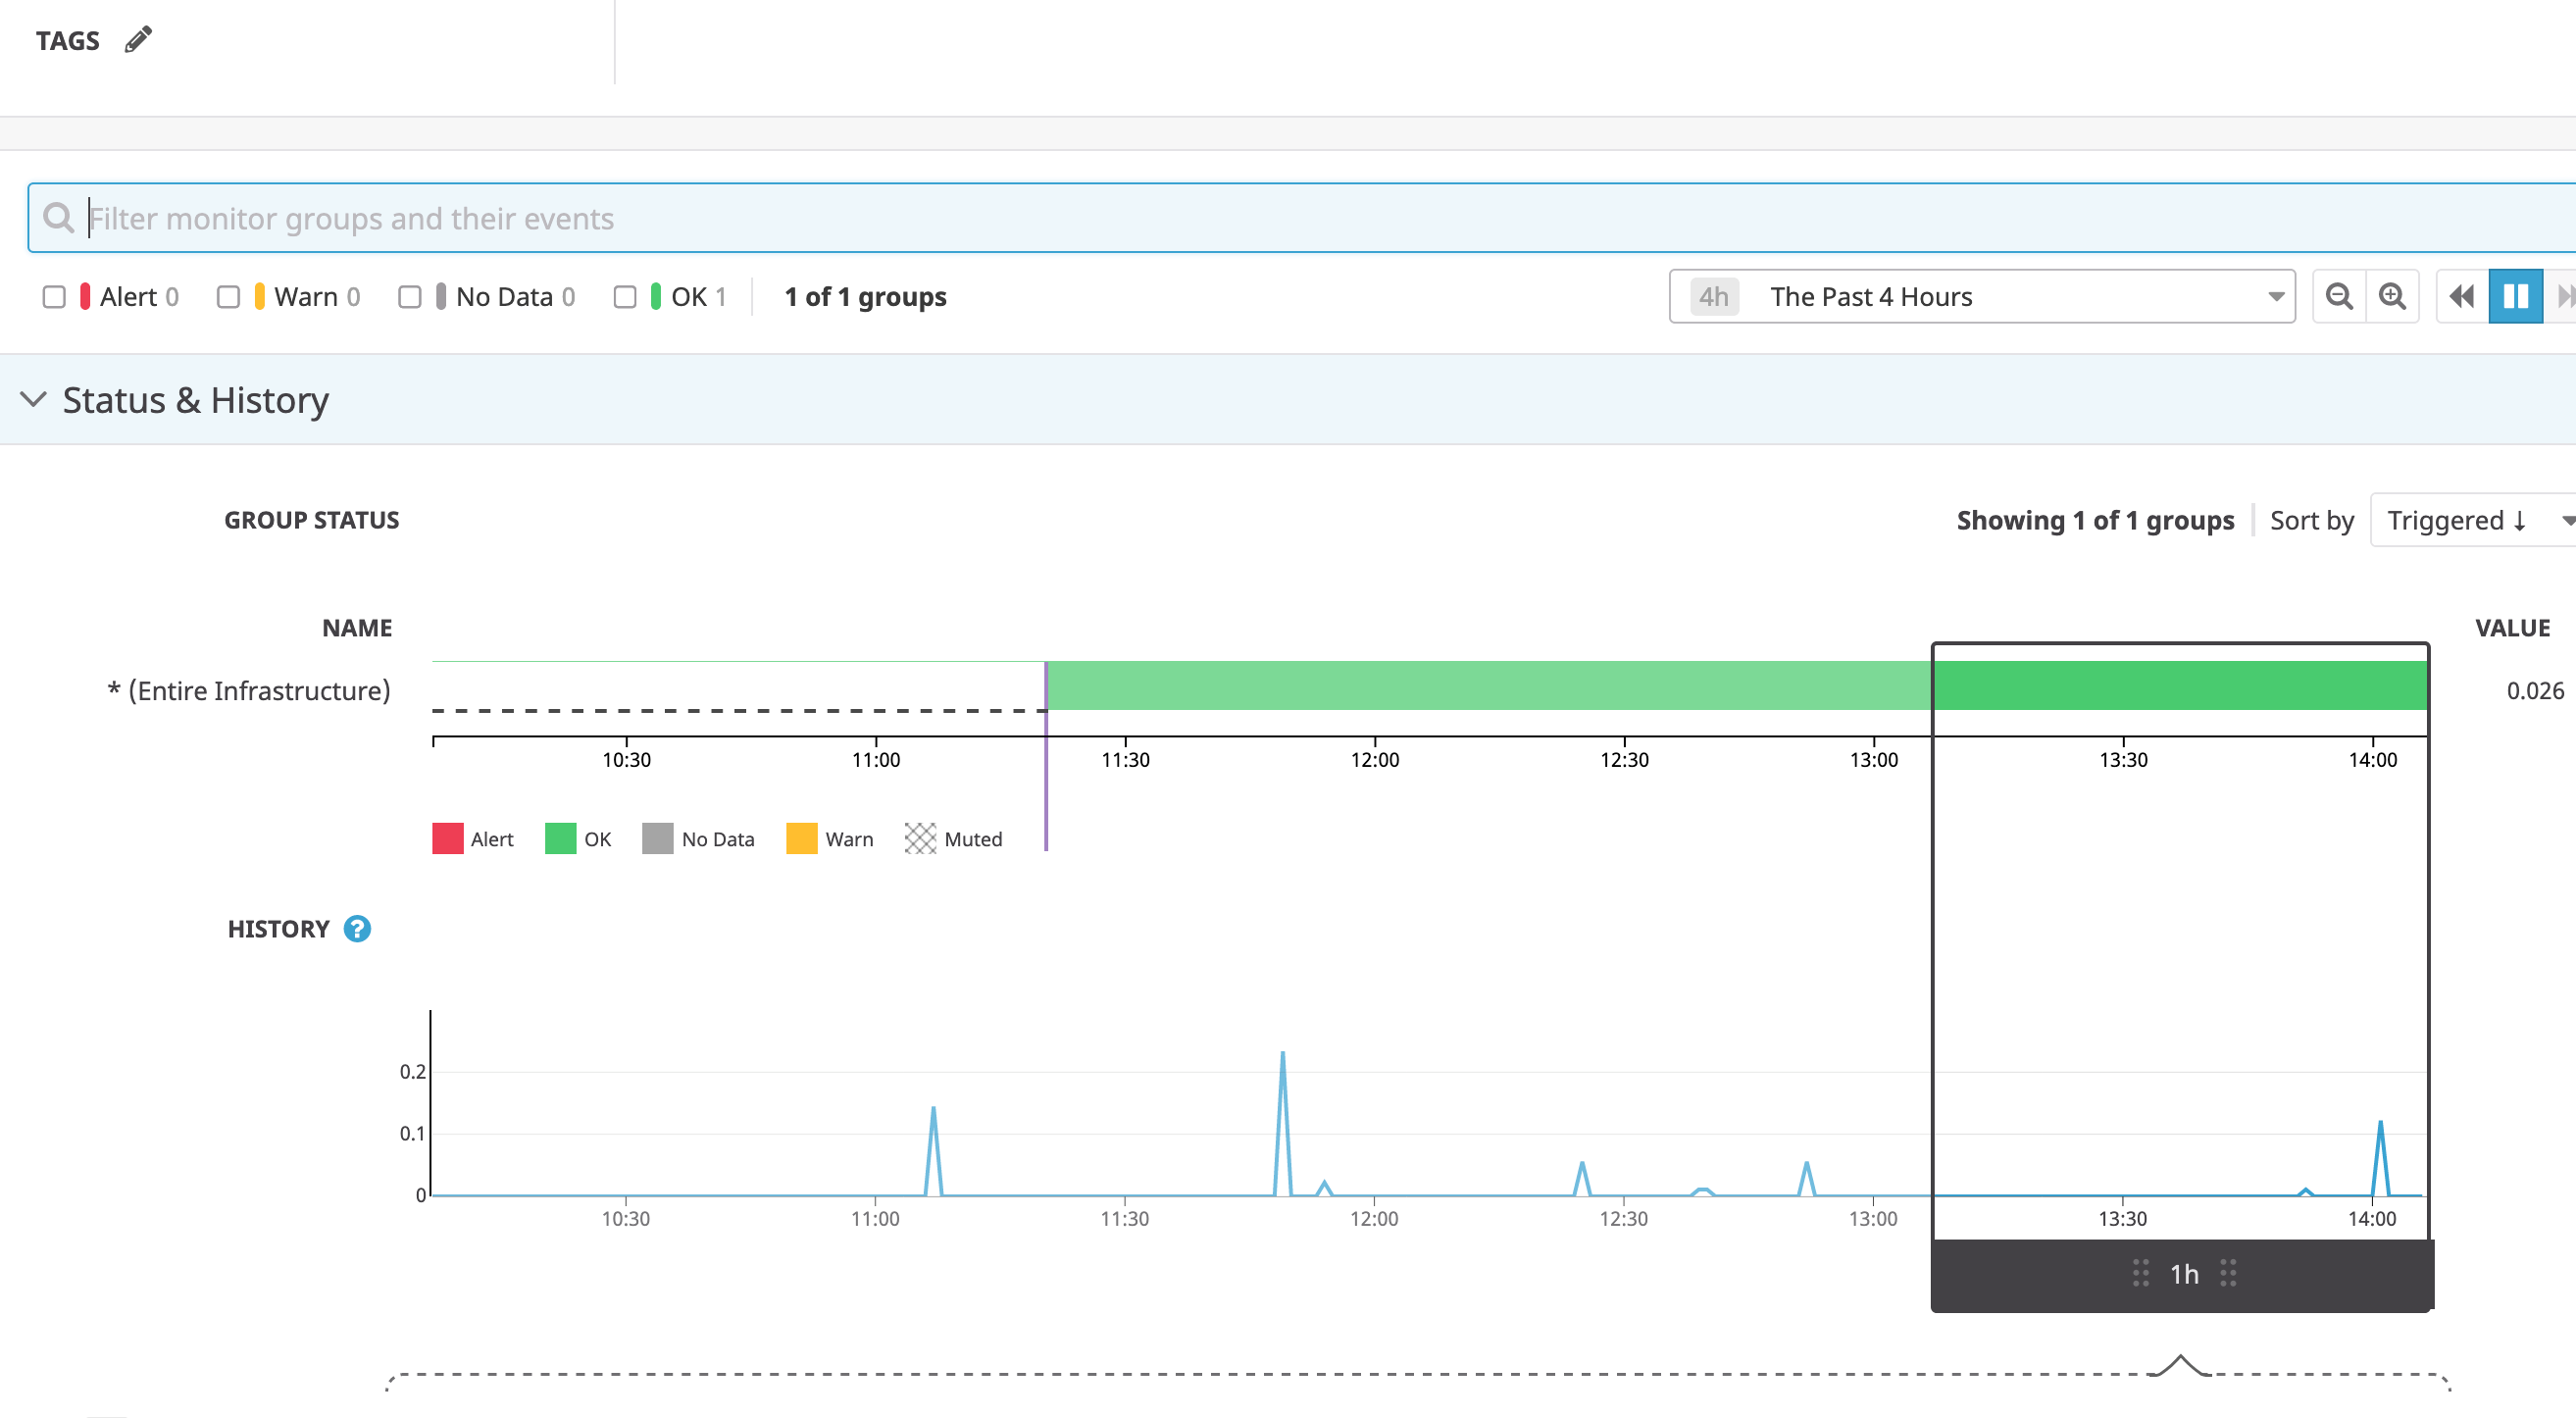 TAGS
Filter monitor groups and their events
Alert 0 Warn 0 No Data 0 OK 1 1 of 1 groups 4h The Past 4 Hours
Status & History
GROUP STATUS Showing 1 of 1 groups Sort by Triggered ↓
NAME VALUE
* (Entire Infrastructure) 0.026
10:30 11:00 11:30 12:00 12:30 13:00 13:30 14:00
Alert OK No Data Warn Muted
HISTORY ?
0.2
0.1
0
10:30 11:00 11:30 12:00 12:30 13:00 13:30 14:00
1h